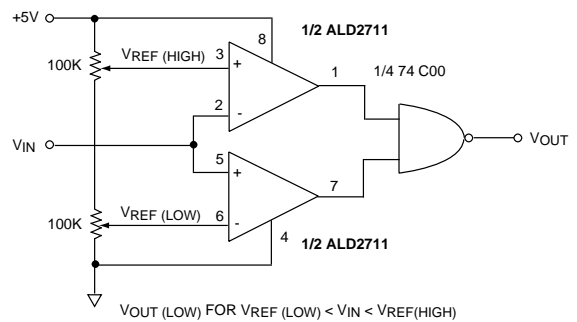 +5V
1/2 ALD2711
8
VREF (HIGH)
3
+
1
1/4 74 C00
100K
2
-
VIN
VOUT
5
+
7
VREF (LOW)
6
-
100K
4
1/2 ALD2711
VOUT (LOW) FOR VREF (LOW) < VIN < VREF(HIGH)